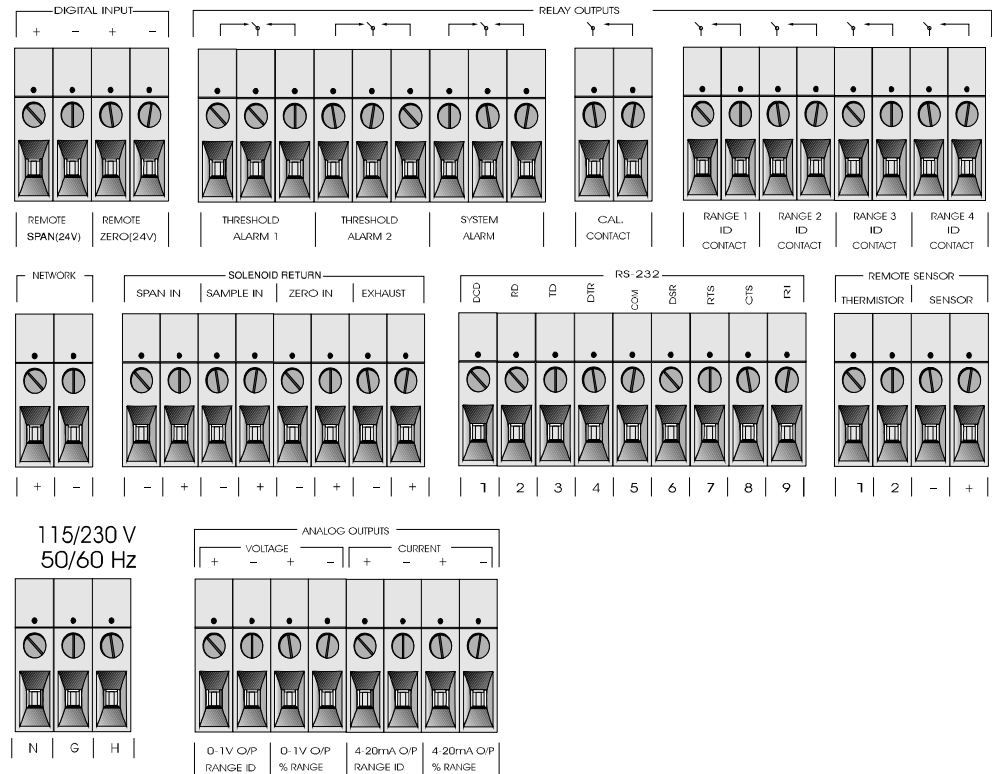 DIGITAL INPUT
+ – + –
REMOTE SPAN(24V)
REMOTE ZERO(24V)
RELAY OUTPUTS
THRESHOLD ALARM 1
THRESHOLD ALARM 2
SYSTEM ALARM
CAL. CONTACT
RANGE 1 ID CONTACT
RANGE 2 ID CONTACT
RANGE 3 ID CONTACT
RANGE 4 ID CONTACT
NETWORK
+ –
SOLENOID RETURN
SPAN IN SAMPLE IN ZERO IN EXHAUST
– + – + – + – +
RS-232
DCD RD TD DTR COM DSR RTS CTS RI
1 2 3 4 5 6 7 8 9
REMOTE SENSOR
THERMISTOR SENSOR
1 2 – +
115/230 V
50/60 Hz
N G H
ANALOG OUTPUTS
VOLTAGE CURRENT
+ – + – + – + –
0-1V O/P 0-1V O/P 4-20mA O/P 4-20mA O/P
RANGE ID % RANGE RANGE ID % RANGE